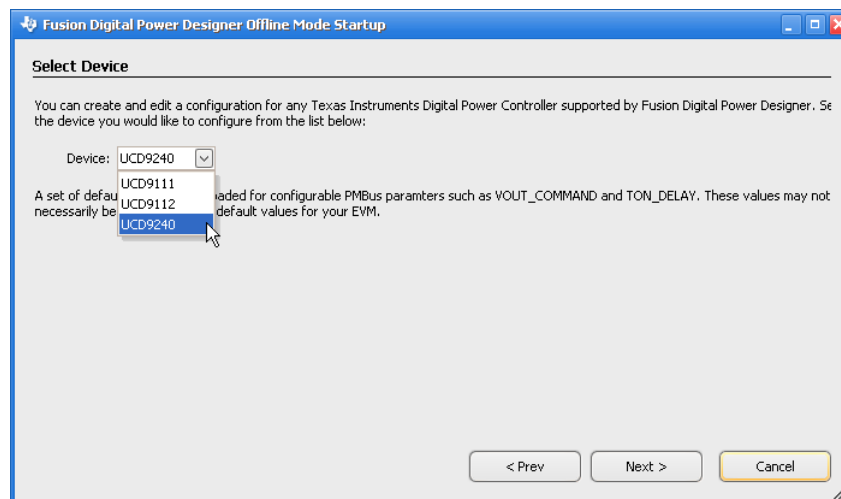 Fusion Digital Power Designer Offline Mode Startup
Select Device
You can create and edit a configuration for any Texas Instruments Digital Power Controller supported by Fusion Digital Power Designer. Se
the device you would like to configure from the list below:
Device: UCD9240
UCD9111
UCD9112
UCD9240
A set of defau aded for configurable PMBus paramters such as VOUT_COMMAND and TON_DELAY. These values may not
necessarily be default values for your EVM.
< Prev Next > Cancel